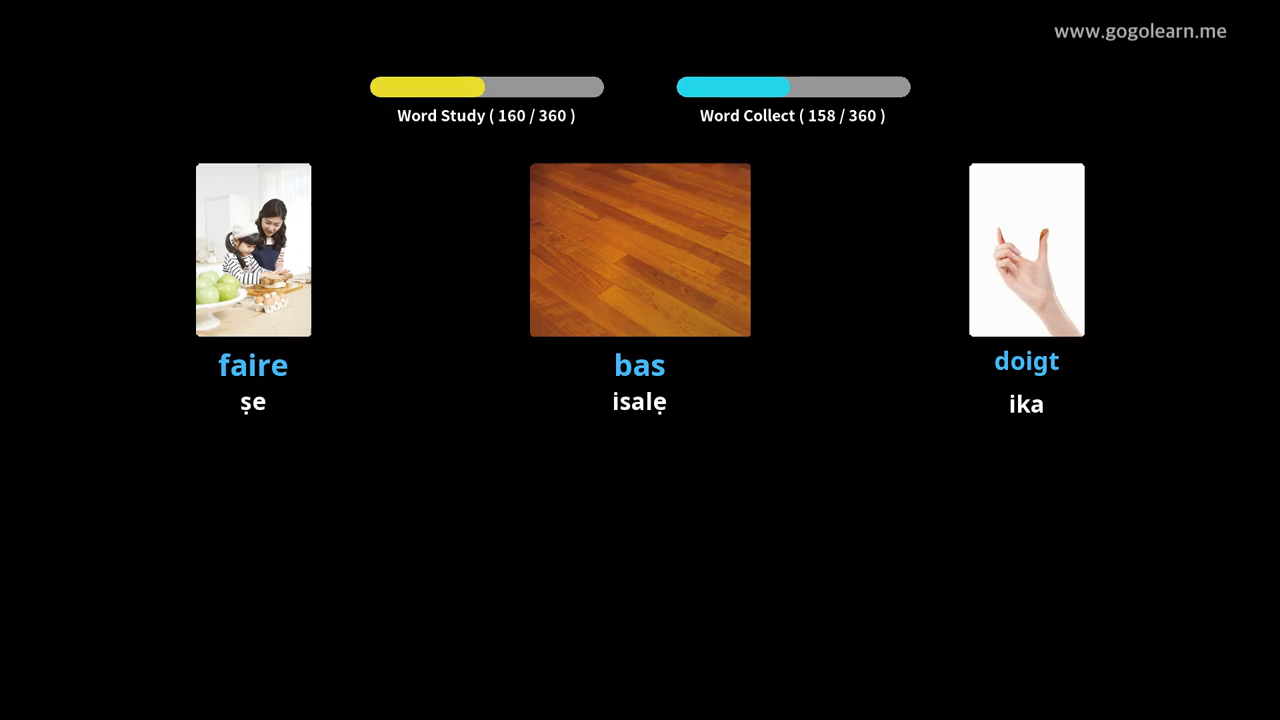 www.gogolearn.me
Word Study ( 160 / 360 )
Word Collect ( 158 / 360 )
faire
ṣe
bas
isalẹ
doigt
ika